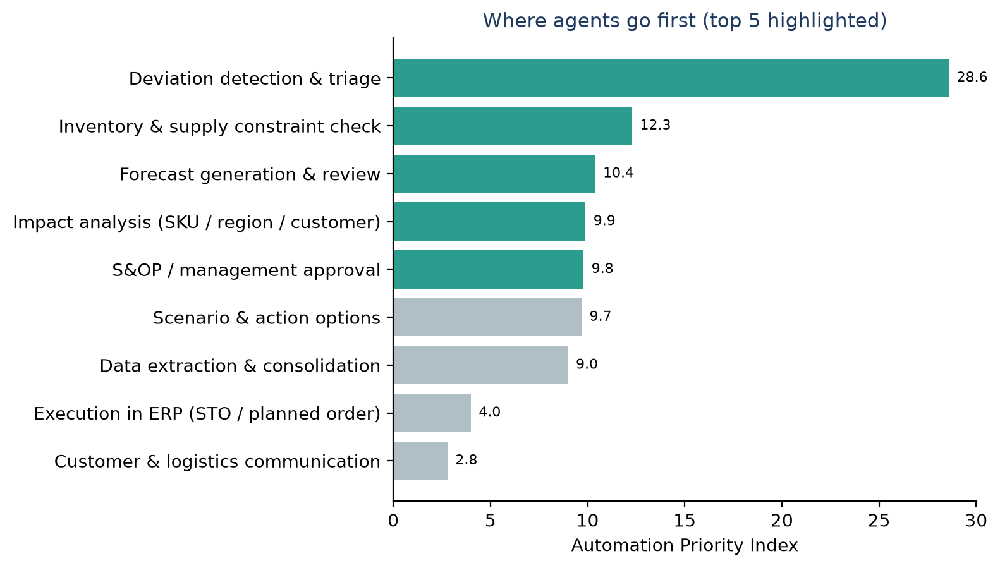 Where agents go first (top 5 highlighted)
Deviation detection & triage 28.6
Inventory & supply constraint check 12.3
Forecast generation & review 10.4
Impact analysis (SKU / region / customer) 9.9
S&OP / management approval 9.8
Scenario & action options 9.7
Data extraction & consolidation 9.0
Execution in ERP (STO / planned order) 4.0
Customer & logistics communication 2.8
0 5 10 15 20 25 30
Automation Priority Index